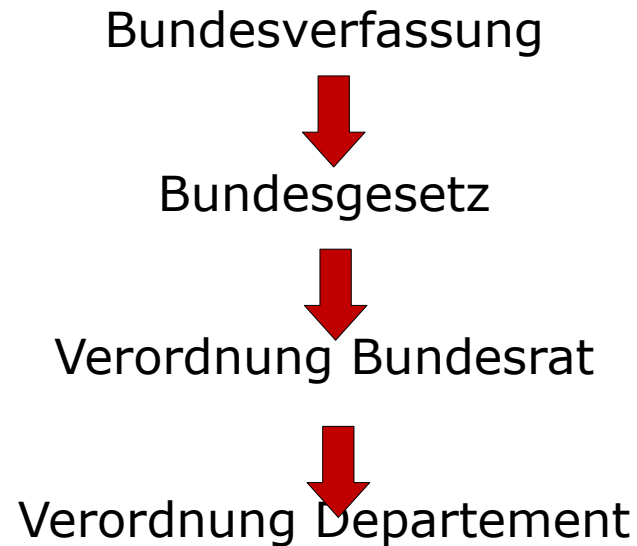 Bundesverfassung
Bundesgesetz
Verordnung Bundesrat
Verordnung Departement